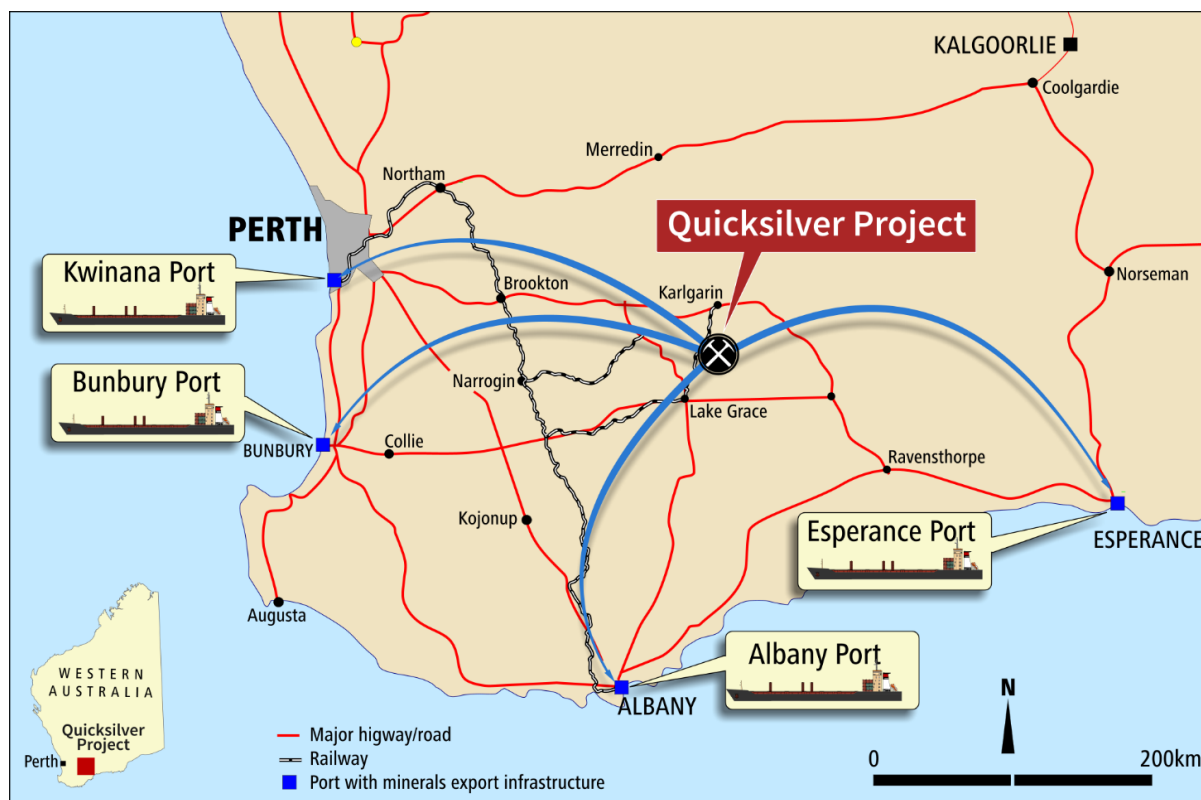 KALGOORLIE
Coolgardie
Merredin
Northam
PERTH
Quicksilver Project
Kwinana Port
Norseman
Brookton
Karlgarin
Bunbury Port
Narrogin
Lake Grace
BUNBURY
Collie
Ravensthorpe
Kojonup
Esperance Port
ESPERANCE
Augusta
Albany Port
ALBANY
WESTERN
AUSTRALIA
Quicksilver
Project
Perth
Major higway/road
Railway
Port with minerals export infrastructure
N
0 200km